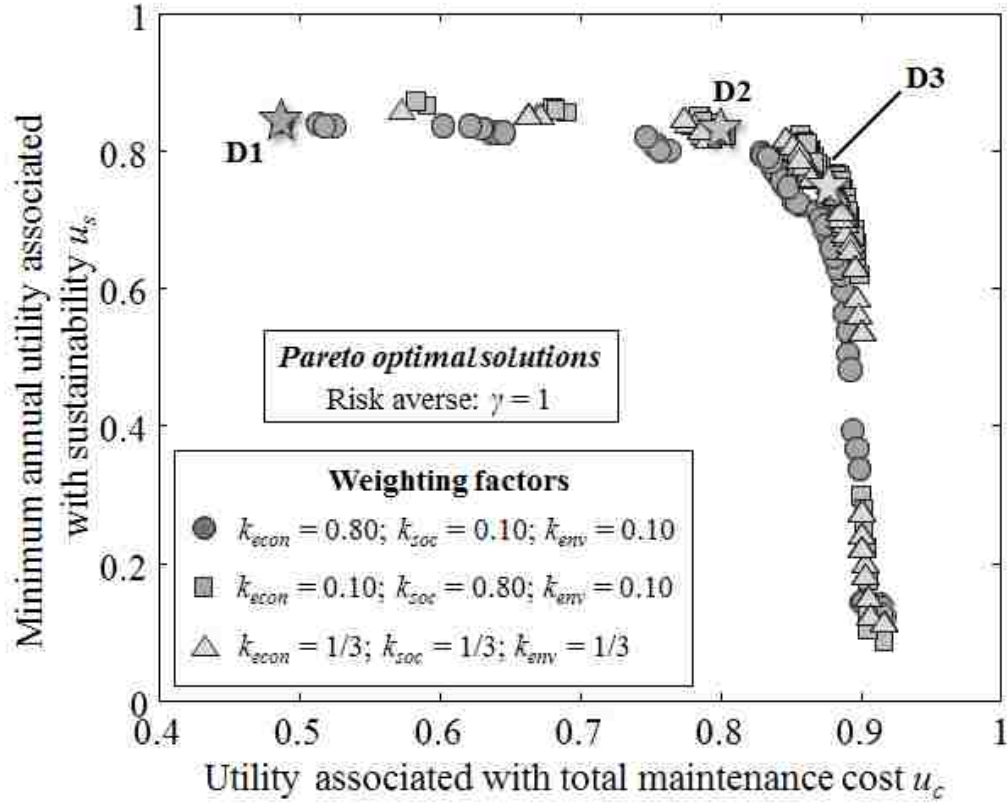 Minimum annual utility associated
with sustainability u_s
1
0.8
0.6
0.4
0.2
0
D1
D2
D3
Pareto optimal solutions
Risk averse: γ = 1
Weighting factors
k_econ = 0.80; k_soc = 0.10; k_env = 0.10
k_econ = 0.10; k_soc = 0.80; k_env = 0.10
k_econ = 1/3; k_soc = 1/3; k_env = 1/3
0.4 0.5 0.6 0.7 0.8 0.9 1
Utility associated with total maintenance cost u_c